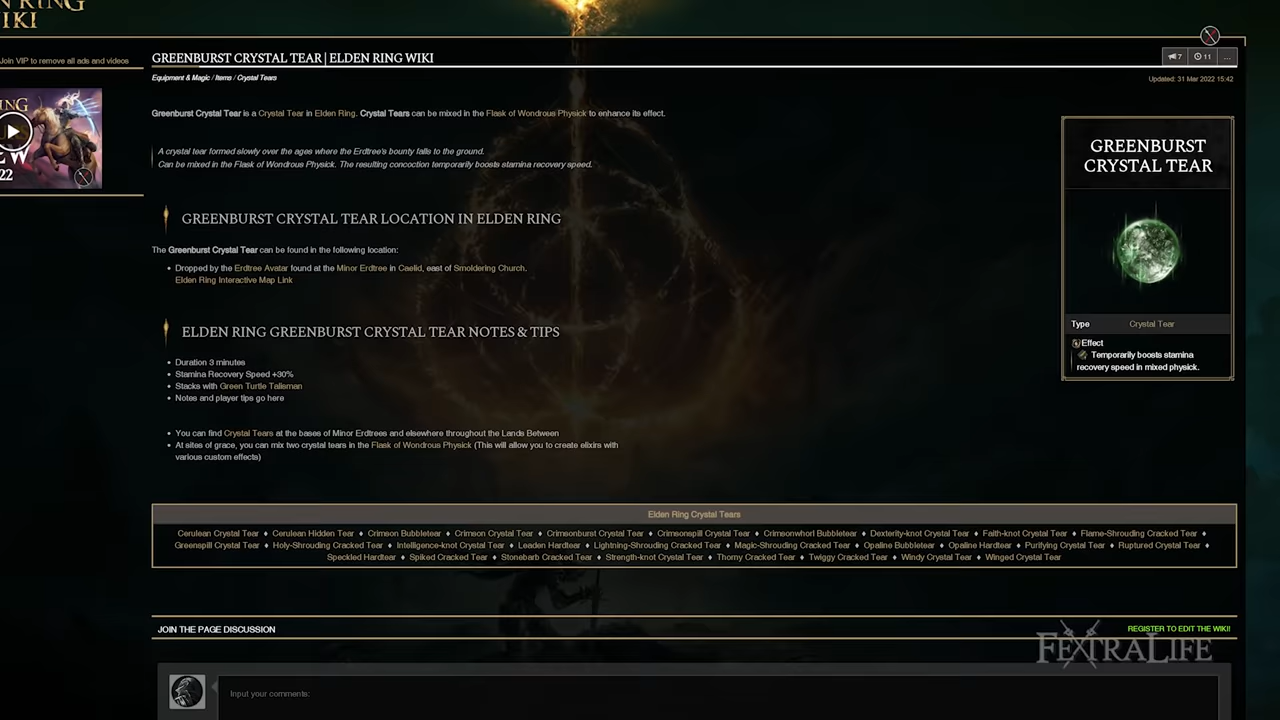 WIKI
Join VIP to remove all ads and videos
GREENBURST CRYSTAL TEAR | ELDEN RING WIKI
7
11
...
Equipment & Magic / Items / Crystal Tears
Updated: 31 Mar 2022 15:42
Greenburst Crystal Tear is a Crystal Tear in Elden Ring. Crystal Tears can be mixed in the Flask of Wondrous Physick to enhance its effect.
A crystal tear formed slowly over the ages where the Erdtree's bounty falls to the ground.
Can be mixed in the Flask of Wondrous Physick. The resulting concoction temporarily boosts stamina recovery speed.
GREENBURST CRYSTAL TEAR LOCATION IN ELDEN RING
The Greenburst Crystal Tear can be found in the following location:
• Dropped by the Erdtree Avatar found at the Minor Erdtree in Caelid, east of Smoldering Church.
Elden Ring Interactive Map Link
ELDEN RING GREENBURST CRYSTAL TEAR NOTES & TIPS
• Duration 3 minutes
• Stamina Recovery Speed +30%
• Stacks with Green Turtle Talisman
• Notes and player tips go here
• You can find Crystal Tears at the bases of Minor Erdtrees and elsewhere throughout the Lands Between
• At sites of grace, you can mix two crystal tears in the Flask of Wondrous Physick (This will allow you to create elixirs with
various custom effects)
GREENBURST
CRYSTAL TEAR
Type Crystal Tear
Effect
Temporarily boosts stamina
recovery speed in mixed physick.
Elden Ring Crystal Tears
Cerulean Crystal Tear ♦ Cerulean Hidden Tear ♦ Crimson Bubbletear ♦ Crimson Crystal Tear ♦ Crimsonburst Crystal Tear ♦ Crimsonspill Crystal Tear ♦ Crimsonwhorl Bubbletear ♦ Dexterity-knot Crystal Tear ♦ Faith-knot Crystal Tear ♦ Flame-Shrouding Cracked Tear ♦
Greenspill Crystal Tear ♦ Holy-Shrouding Cracked Tear ♦ Intelligence-knot Crystal Tear ♦ Leaden Hardtear ♦ Lightning-Shrouding Cracked Tear ♦ Magic-Shrouding Cracked Tear ♦ Opaline Bubbletear ♦ Opaline Hardtear ♦ Purifying Crystal Tear ♦ Ruptured Crystal Tear ♦
Speckled Hardtear ♦ Spiked Cracked Tear ♦ Stonebarb Cracked Tear ♦ Strength-knot Crystal Tear ♦ Thorny Cracked Tear ♦ Twiggy Cracked Tear ♦ Windy Crystal Tear ♦ Winged Crystal Tear
JOIN THE PAGE DISCUSSION
REGISTER TO EDIT THE WIKI!
FEXTRALIFE
Input your comments: